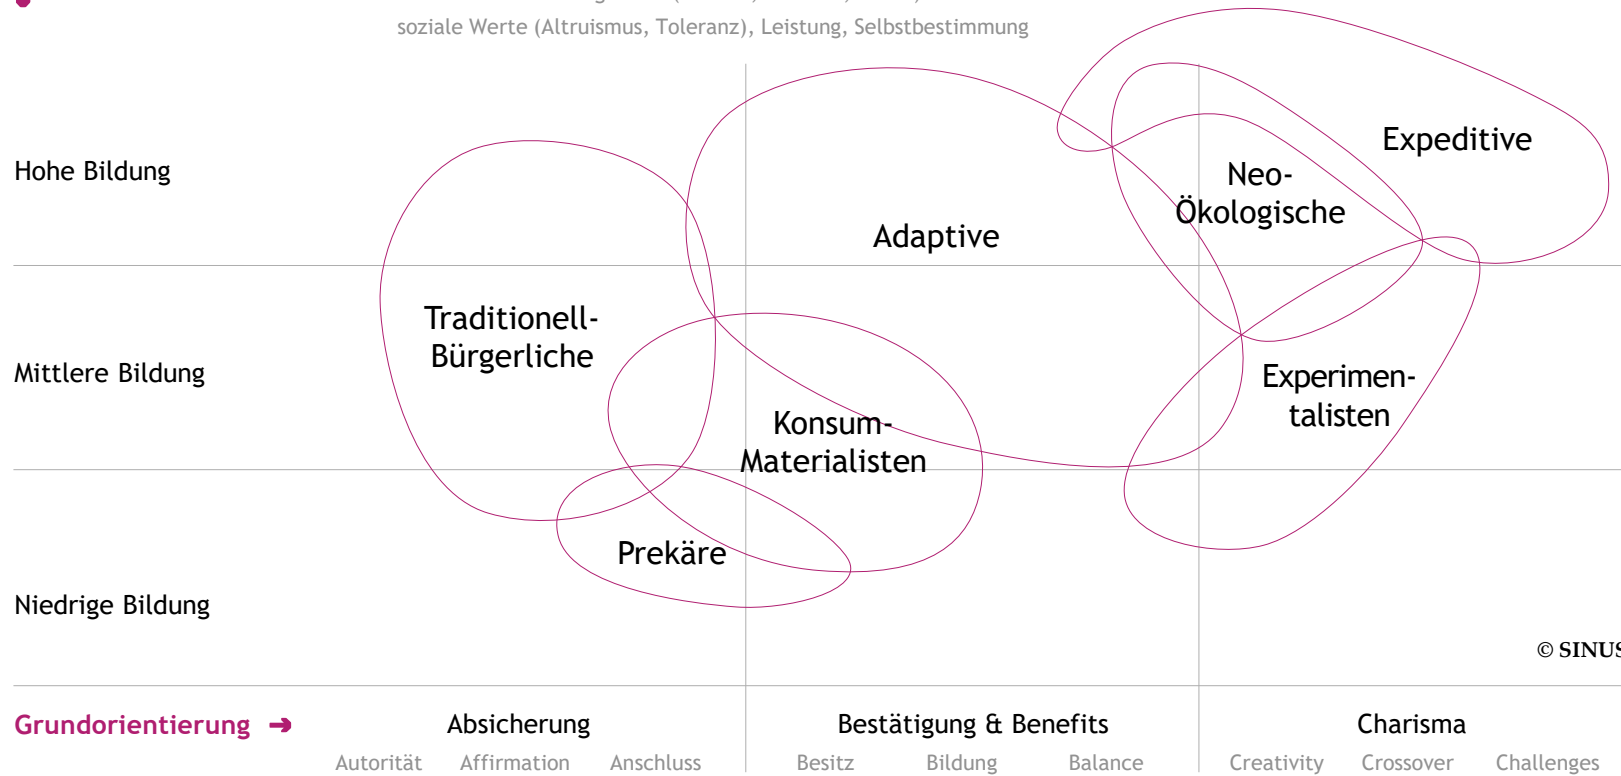 soziale Werte (Altruismus, Toleranz), Leistung, Selbstbestimmung
Expeditive
Hohe Bildung
Neo-
Ökologische
Adaptive
Traditionell-
Bürgerliche
Mittlere Bildung
Experimen-
talisten
Konsum-
Materialisten
Prekäre
Niedrige Bildung
© SINUS
Grundorientierung ➔ Absicherung Bestätigung & Benefits Charisma
Autorität Affirmation Anschluss Besitz Bildung Balance Creativity Crossover Challenges